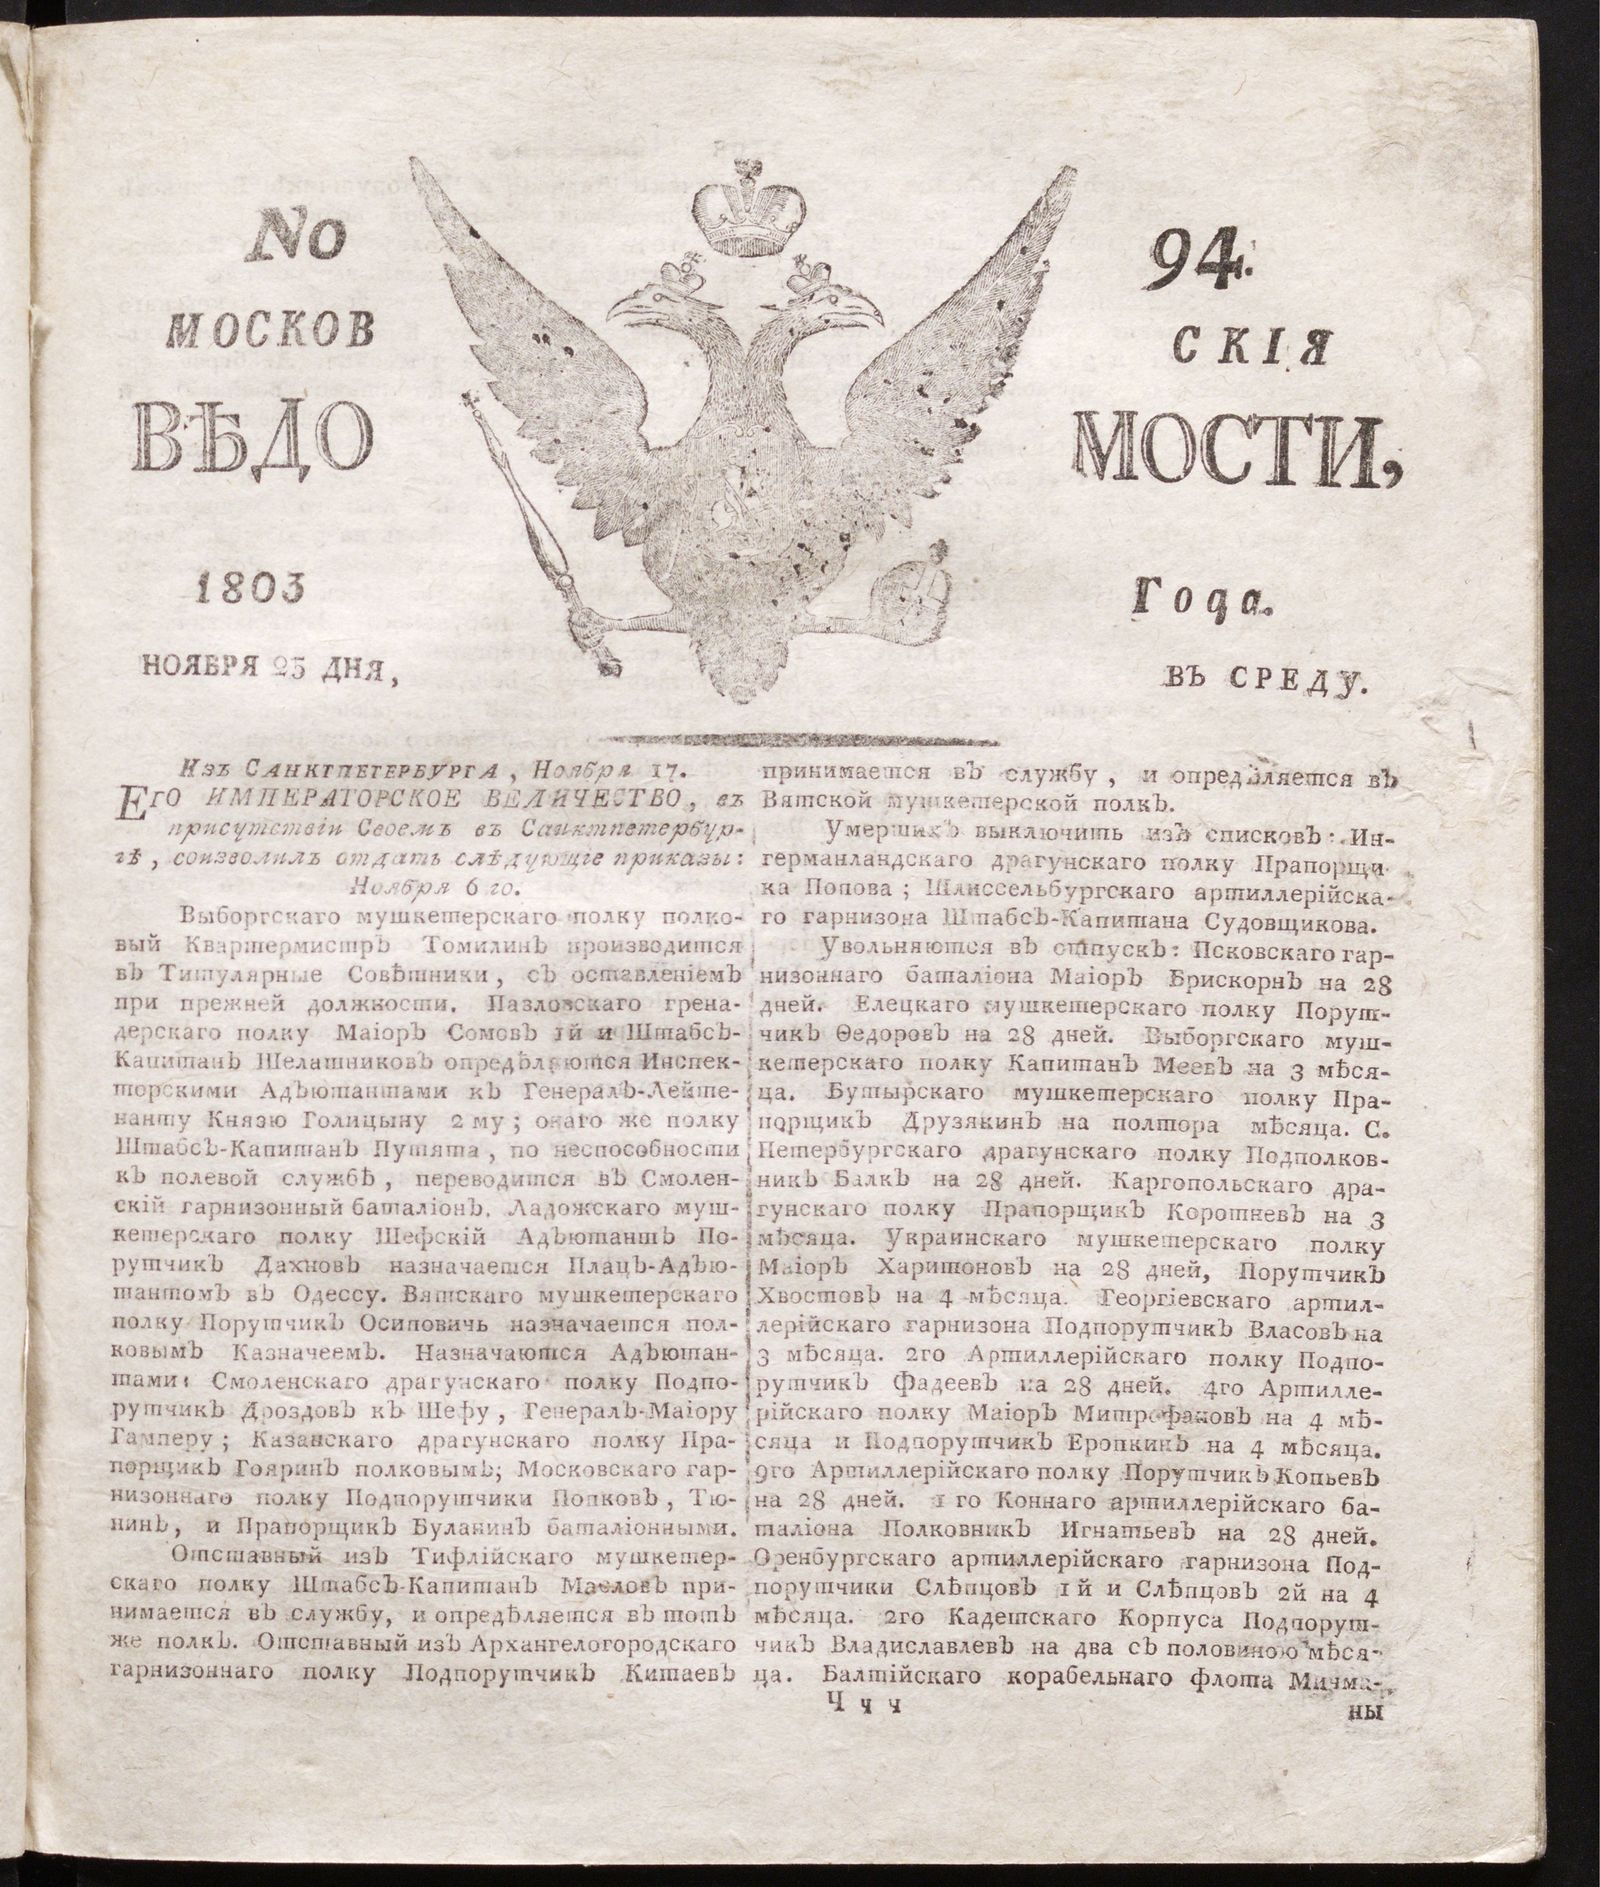 No 94.
МОСКОВ СКІЯ
ВѢДО МОСТИ,
1803 Года.
НОЯБРЯ 25 ДНЯ, ВЪ СРЕДУ.
Изъ Санктпетербурга, Ноября 17.
Его ИМПЕРАТОРСКОЕ ВЕЛИЧЕСТВО, въ
присутствіи Своемъ въ Санктпетербур-
гѣ, соизволилъ отдать слѣдующіе приказы:
Ноября 6 го.
Выборгскаго мушкетерскаго полку полко-
вый Квартермистръ Томилинъ производится
въ Титулярные Совѣтники, съ оставленіемъ
при прежней должности. Павловскаго грена-
дерскаго полку Маіоръ Сомовъ 1й и Штабсъ-
Капитанъ Шелашниковъ опредѣляются Инспек-
торскими Адъютантами къ Генералъ-Лейте-
нанту Князю Голицыну 2 му; онаго же полку
Штабсъ-Капитанъ Путята, по неспособности
къ полевой службѣ, переводится въ Смолен-
скій гарнизонный баталіонъ. Ладожскаго муш-
кетерскаго полку Шефскій Адъютантъ По-
рутчикъ Дахновъ назначается Плацъ-Адъю-
тантомъ въ Одессу. Вятскаго мушкетерскаго
полку Порутчикъ Осиповичь назначается пол-
ковымъ Казначеемъ. Назначаются Адъютан-
тами: Смоленскаго драгунскаго полку Подпо-
рутчикъ Дроздовъ къ Шефу, Генералъ-Маіору
Гамперу; Казанскаго драгунскаго полку Пра-
порщикъ Гояринъ полковымъ; Московскаго гар-
низоннаго полку Подпорутчики Попковъ, Тю-
нинъ, и Прапорщикъ Буланинъ баталіонными.
Отставный изъ Тифлійскаго мушкетер-
скаго полку Штабсъ-Капитанъ Масловъ при-
нимается въ службу, и опредѣляется въ тотъ
же полкъ. Отставный изъ Архангелогородскаго
гарнизоннаго полку Подпорутчикъ Китаевъ
принимается въ службу, и опредѣляется въ
Вятской мушкетерской полкъ.
Умершихъ выключить изъ списковъ: Ин-
германландскаго драгунскаго полку Прапорщи-
ка Попова; Шлиссельбургскаго артиллерійска-
го гарнизона Штабсъ-Капитана Судовщикова.
Увольняются въ отпускъ: Псковскаго гар-
низоннаго баталіона Маіоръ Брискорнъ на 28
дней. Елецкаго мушкетерскаго полку Порут-
чикъ Ѳедоровъ на 28 дней. Выборгскаго муш-
кетерскаго полку Капитанъ Меевъ на 3 мѣся-
ца. Бутырскаго мушкетерскаго полку Пра-
порщикъ Друзякинъ на полтора мѣсяца. С.
Петербургскаго драгунскаго полку Подполков-
никъ Балкъ на 28 дней. Каргопольскаго дра-
гунскаго полку Прапорщикъ Коротневъ на 3
мѣсяца. Украинскаго мушкетерскаго полку
Маіоръ Харитоновъ на 28 дней, Порутчикъ
Хвостовъ на 4 мѣсяца. Георгіевскаго артил-
лерійскаго гарнизона Подпорутчикъ Власовъ на
3 мѣсяца. 2го Артиллерійскаго полку Подпо-
рутчикъ Фадеевъ на 28 дней. 4го Артилле-
рійскаго полку Маіоръ Митрофановъ на 4 мѣ-
сяца и Подпорутчикъ Еропкинъ на 4 мѣсяца.
9го Артиллерійскаго полку Порутчикъ Копьевъ
на 28 дней. 1 го Коннаго артиллерійскаго ба-
таліона Полковникъ Игнатьевъ на 28 дней.
Оренбургскаго артиллерійскаго гарнизона Под-
порутчики Слѣпцовъ 1й и Слѣпцовъ 2й на 4
мѣсяца. 2го Кадетскаго Корпуса Подпорут-
чикъ Владиславлевъ на два съ половиною мѣся-
ца. Балтійскаго корабельнаго флота Мичма-
Ч ч ч ны